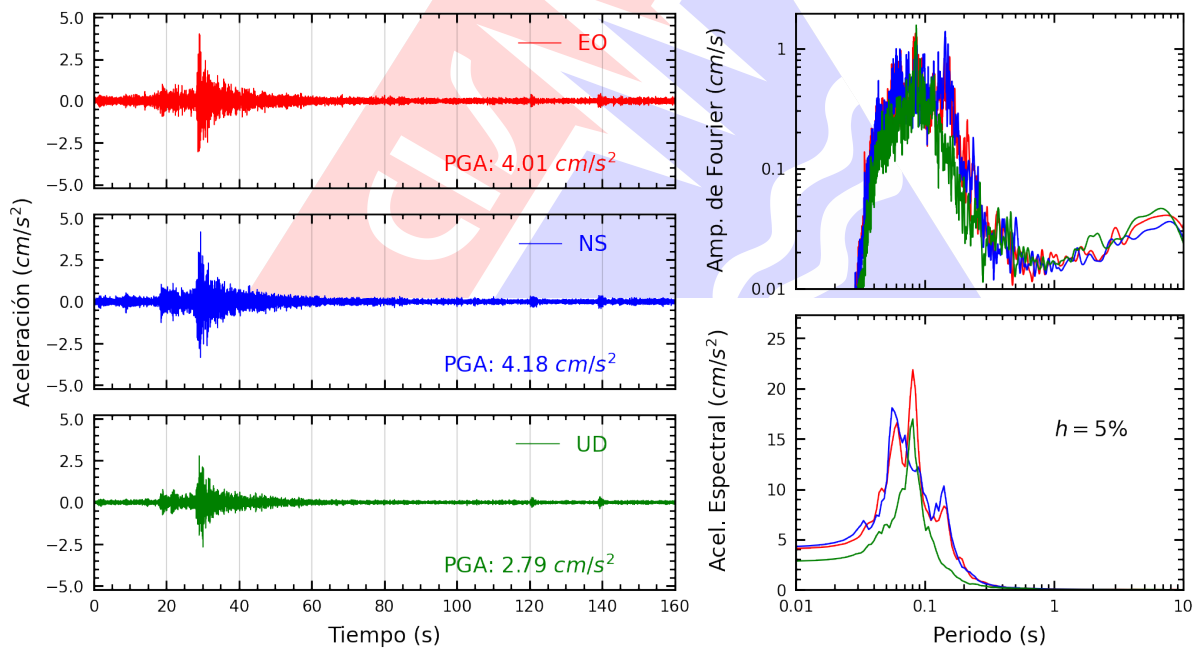 Aceleración (cm/s²)
5.0
2.5
0.0
−2.5
−5.0
EO
PGA: 4.01 cm/s²
5.0
2.5
0.0
−2.5
−5.0
NS
PGA: 4.18 cm/s²
5.0
2.5
0.0
−2.5
−5.0
UD
PGA: 2.79 cm/s²
0 20 40 60 80 100 120 140 160
Tiempo (s)
Amp. de Fourier (cm/s)
1
0.1
0.01
Acel. Espectral (cm/s²)
25
20
15
10
5
0
h = 5%
0.01 0.1 1 10
Periodo (s)